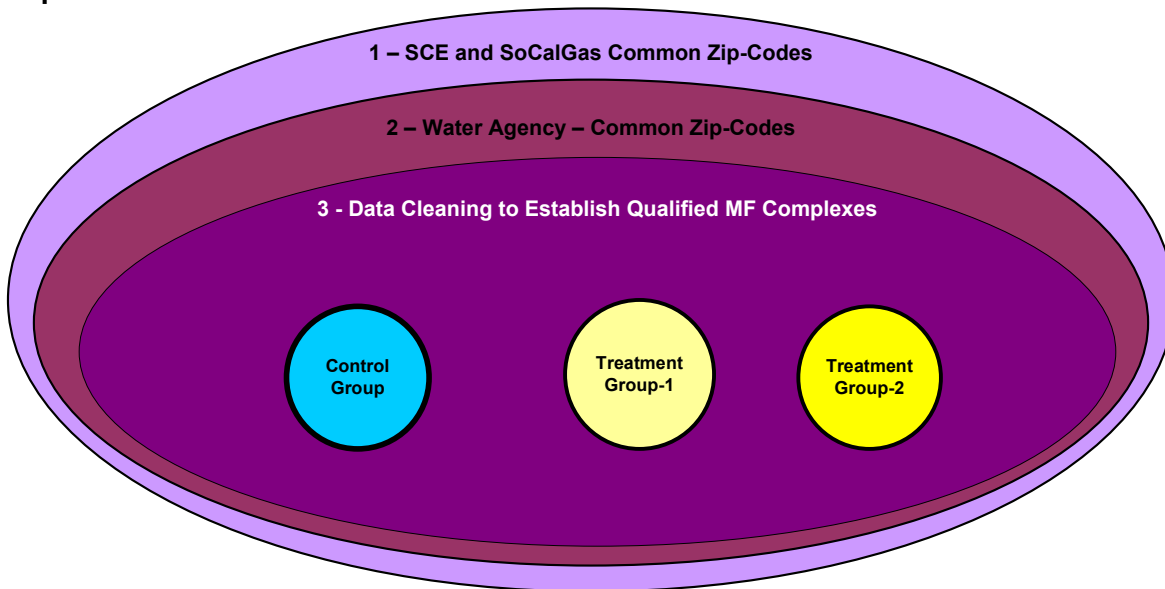 1 – SCE and SoCalGas Common Zip-Codes
2 – Water Agency – Common Zip-Codes
3 - Data Cleaning to Establish Qualified MF Complexes
Control
Group
Treatment
Group-1
Treatment
Group-2